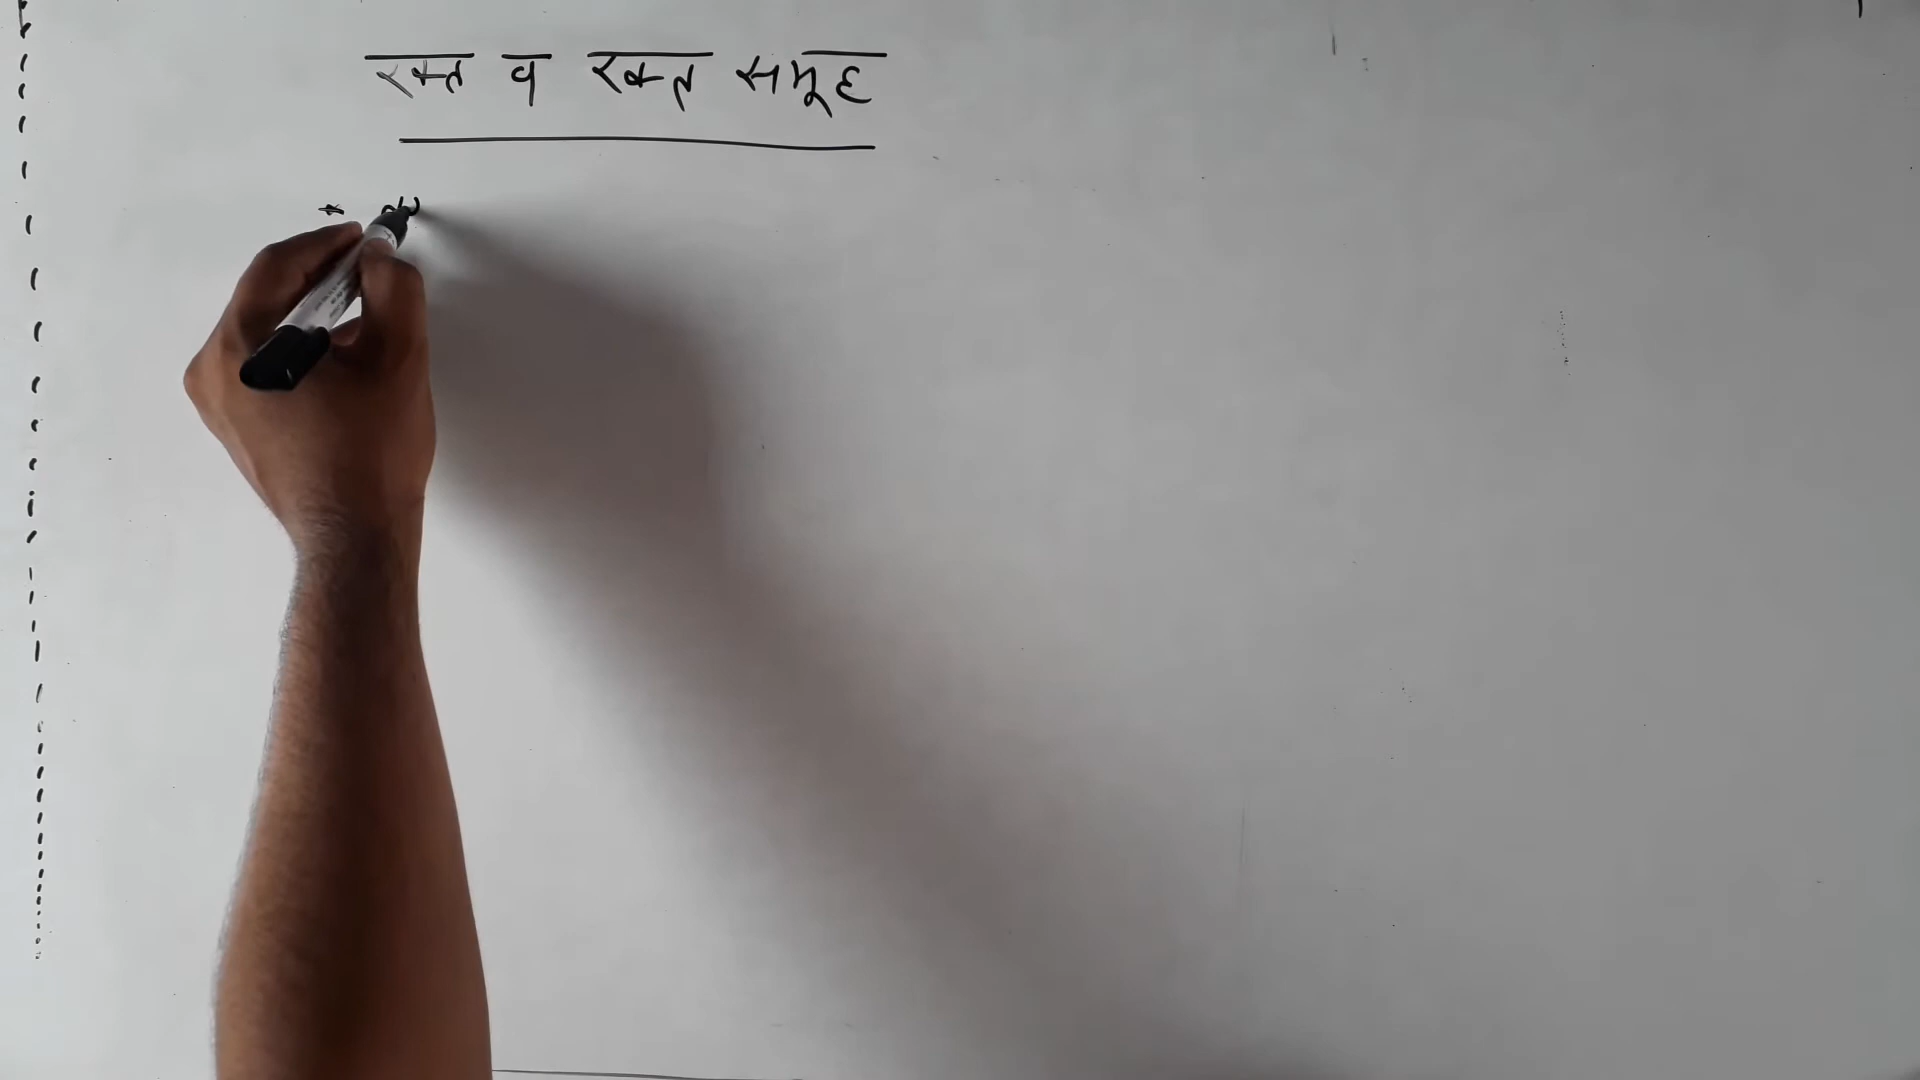 रक्त व रक्त समूह
*